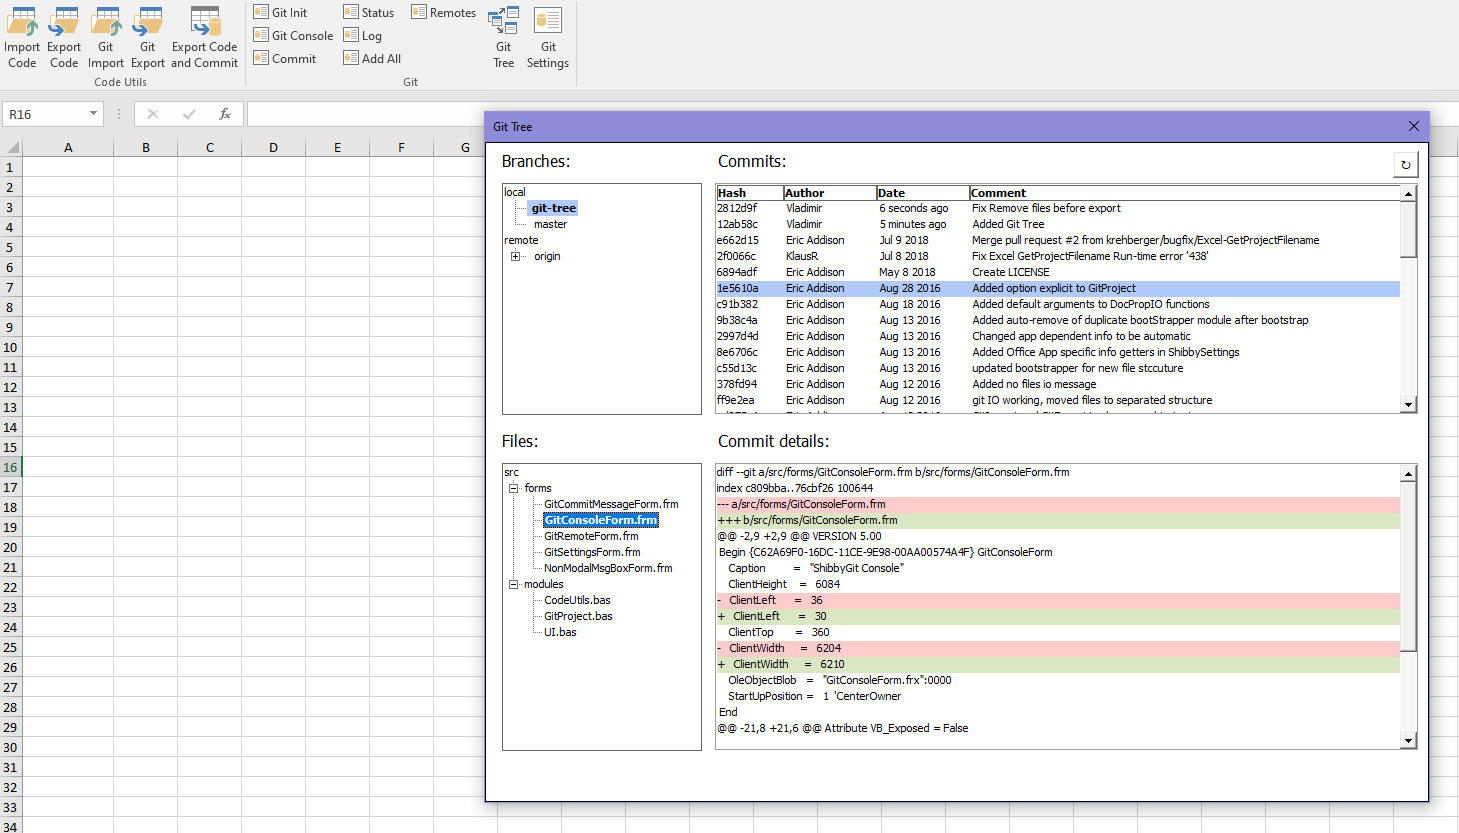 Git Init
Status
Remotes
Git Console
Log
Commit
Add All
Import Code
Export Code
Git Import
Git Export
Export Code and Commit
Git Tree
Git Settings
Code Utils
Git
R16
fx
A B C D E F G
1
2
3
4
5
6
7
8
9
10
11
12
13
14
15
16
17
18
19
20
21
22
23
24
25
26
27
28
29
30
31
32
33
34
Git Tree
Branches:
local
git-tree
master
remote
origin
Commits:
Hash Author Date Comment
2812d9f Vladimir 6 seconds ago Fix Remove files before export
12ab58c Vladimir 5 minutes ago Added Git Tree
e662d15 Eric Addison Jul 9 2018 Merge pull request #2 from krehberger/bugfix/Excel-GetProjectFilename
2f0066c KlausR Jul 8 2018 Fix Excel GetProjectFilename Run-time error '438'
6894adf Eric Addison May 8 2018 Create LICENSE
1e5610a Eric Addison Aug 28 2016 Added option explicit to GitProject
c91b382 Eric Addison Aug 18 2016 Added default arguments to DocPropIO functions
9b38c4a Eric Addison Aug 13 2016 Added auto-remove of duplicate bootStrapper module after bootstrap
2997d4d Eric Addison Aug 13 2016 Changed app dependent info to be automatic
8e6706c Eric Addison Aug 13 2016 Added Office App specific info getters in ShibbySettings
c55d13c Eric Addison Aug 13 2016 updated bootstrapper for new file stccuture
378fd94 Eric Addison Aug 12 2016 Added no files io message
ff9e2ea Eric Addison Aug 12 2016 git IO working, moved files to separated structure
Files:
src
forms
GitCommitMessageForm.frm
GitConsoleForm.frm
GitRemoteForm.frm
GitSettingsForm.frm
NonModalMsgBoxForm.frm
modules
CodeUtils.bas
GitProject.bas
UI.bas
Commit details:
diff --git a/src/forms/GitConsoleForm.frm b/src/forms/GitConsoleForm.frm
index c809bba..76cbf26 100644
--- a/src/forms/GitConsoleForm.frm
+++ b/src/forms/GitConsoleForm.frm
@@ -2,9 +2,9 @@ VERSION 5.00
Begin {C62A69F0-16DC-11CE-9E98-00AA00574A4F} GitConsoleForm
Caption = "ShibbyGit Console"
ClientHeight = 6084
- ClientLeft = 36
+ ClientLeft = 30
ClientTop = 360
- ClientWidth = 6204
+ ClientWidth = 6210
OleObjectBlob = "GitConsoleForm.frx":0000
StartUpPosition = 1 'CenterOwner
End
@@ -21,8 +21,6 @@ Attribute VB_Exposed = False